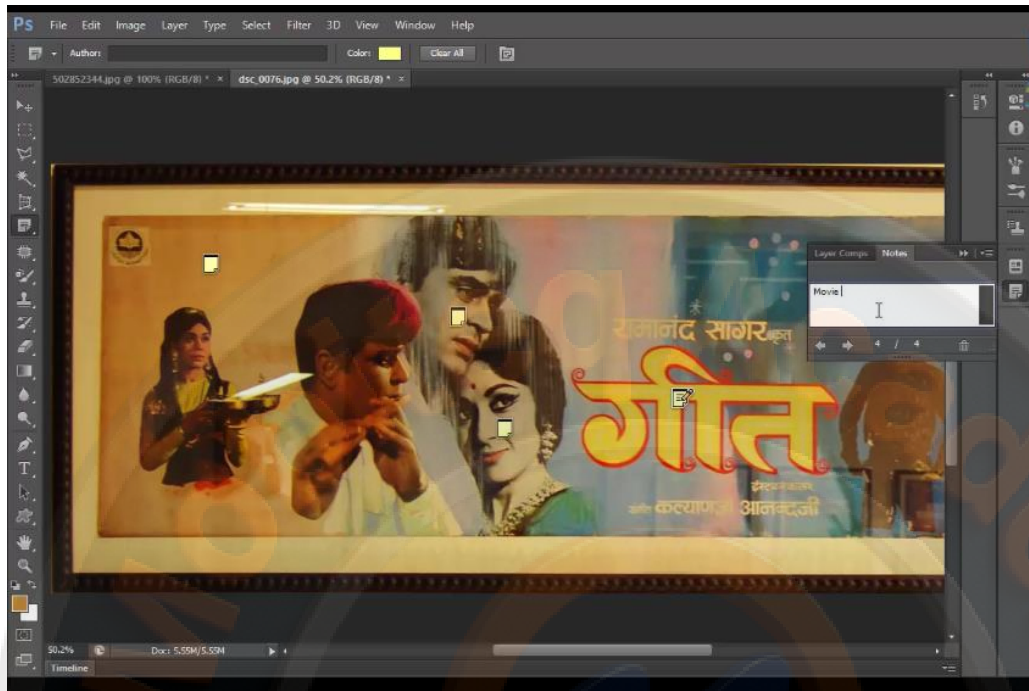 Ps File Edit Image Layer Type Select Filter 3D View Window Help
Author: Color: Clear All
502852344.jpg @ 100% (RGB/8) * × dsc_0076.jpg @ 50.2% (RGB/8) * ×
Layer Comps Notes
Movie
4 / 4
रामानंद सागर कृत
गीत
कल्याणजी आनन्दजी
50.2% Doc: 5.55M/5.55M
Timeline